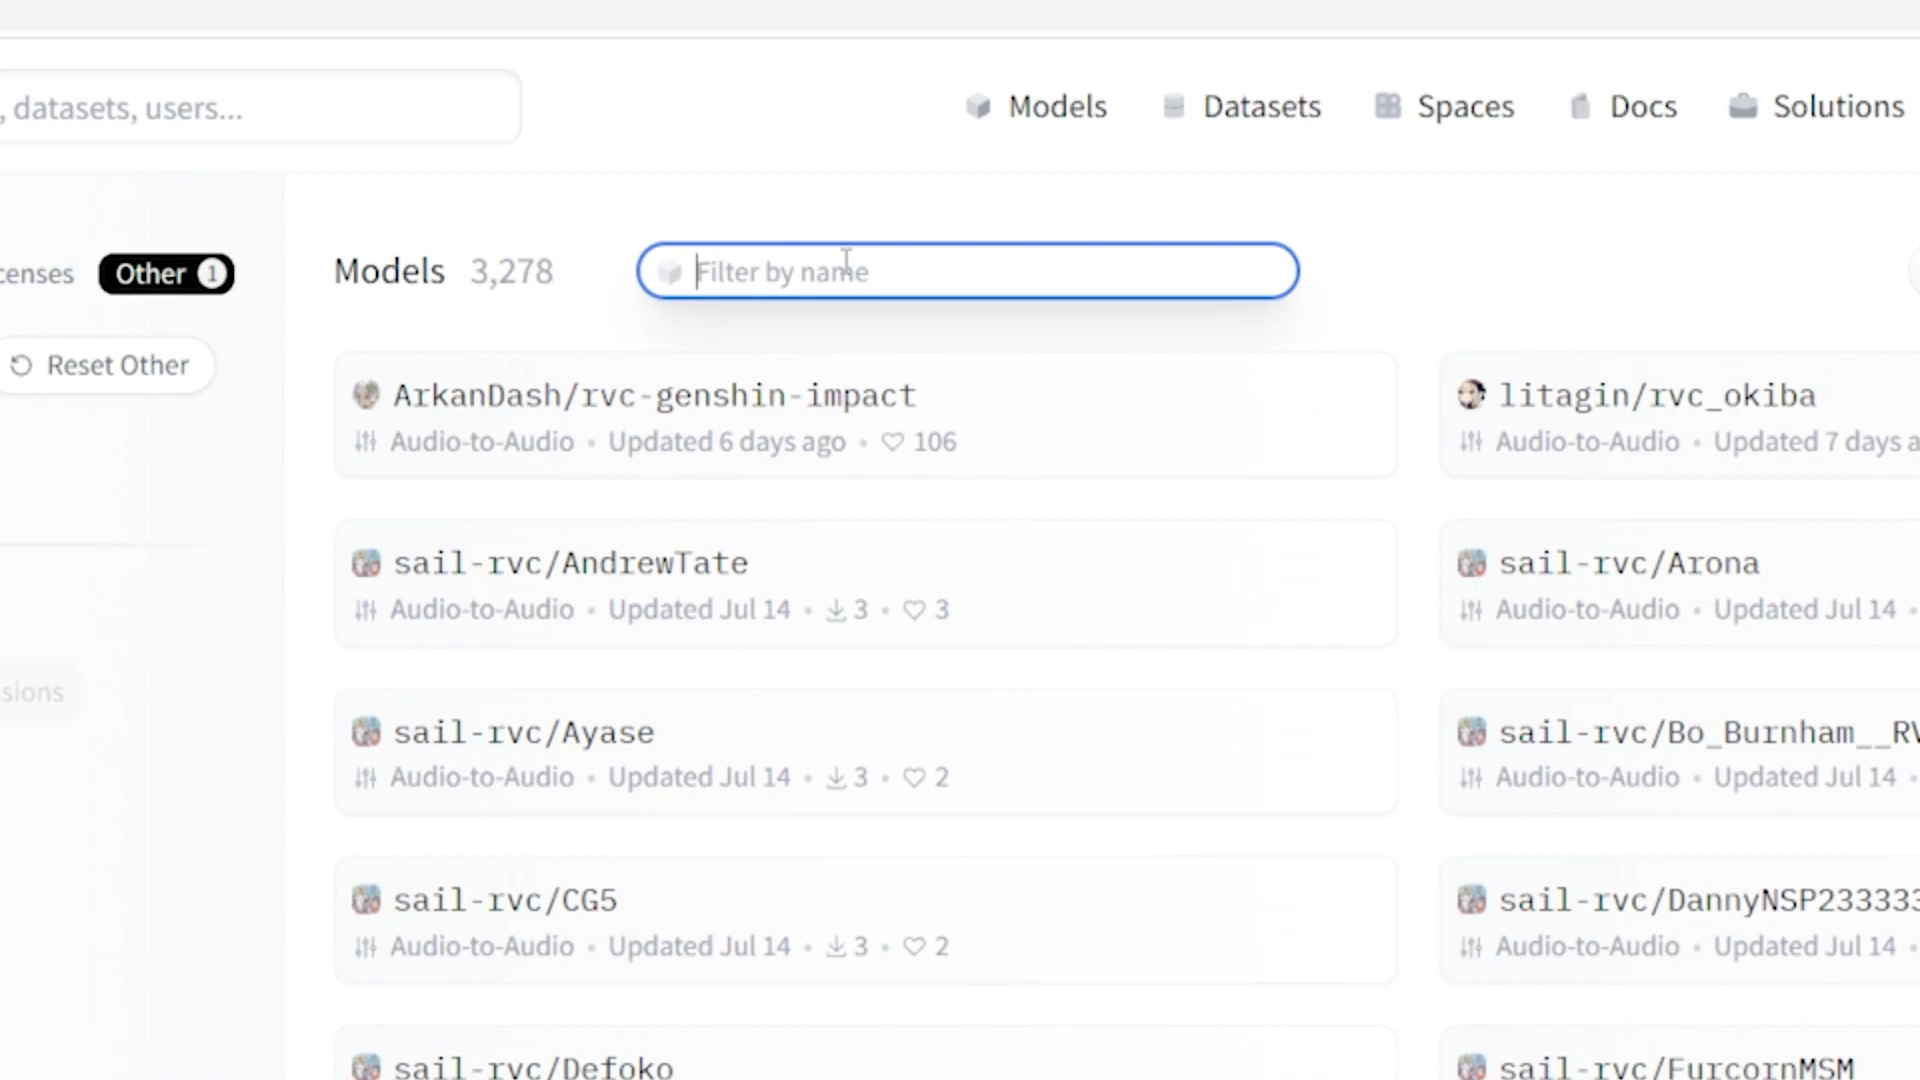 , datasets, users...
Models Datasets Spaces Docs Solutions
censes Other 1
Models 3,278
Filter by name
Reset Other
ArkanDash/rvc-genshin-impact
Audio-to-Audio • Updated 6 days ago • 106
litagin/rvc_okiba
Audio-to-Audio • Updated 7 days a
sail-rvc/AndrewTate
Audio-to-Audio • Updated Jul 14 • 3 • 3
sail-rvc/Arona
Audio-to-Audio • Updated Jul 14 •
ssions
sail-rvc/Ayase
Audio-to-Audio • Updated Jul 14 • 3 • 2
sail-rvc/Bo_Burnham__RV
Audio-to-Audio • Updated Jul 14 •
sail-rvc/CG5
Audio-to-Audio • Updated Jul 14 • 3 • 2
sail-rvc/DannyNSP233333
Audio-to-Audio • Updated Jul 14 •
sail-rvc/Defoko
sail-rvc/FurcornMSM